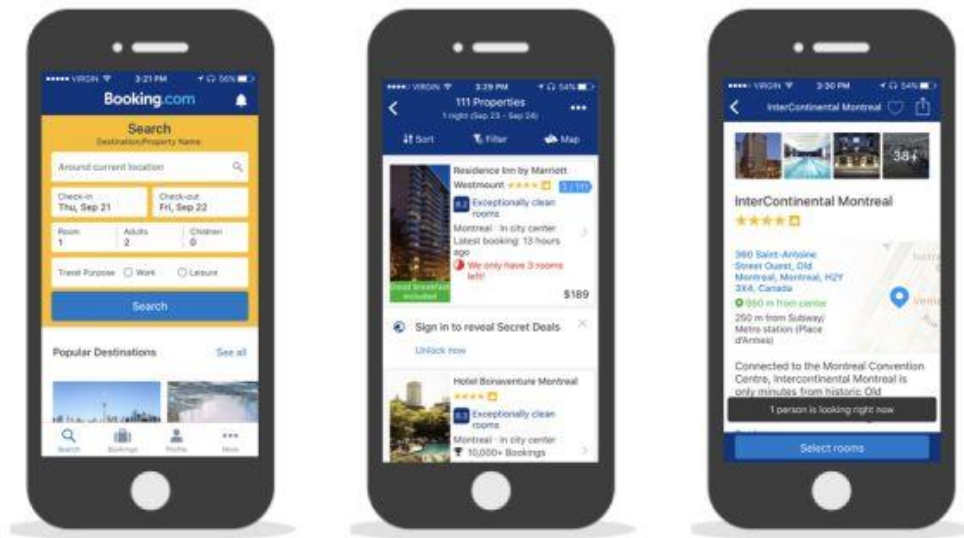 VIRGIN 3:21 PM 56%
Booking.com
Search
Destination/Property Name
Around current location
Check-in
Thu, Sep 21
Check-out
Fri, Sep 22
Room
1
Adults
2
Children
0
Travel Purpose Work Leisure
Search
Popular Destinations See all
Search Bookings Profile More
VIRGIN 3:29 PM 54%
111 Properties
1 night (Sep 23 - Sep 24)
Sort Filter Map
Residence Inn by Marriott
Westmount
8.2 Exceptionally clean
rooms
Montreal · In city center
Latest booking: 13 hours
ago
We only have 3 rooms
left!
Good breakfast
included
$189
Sign in to reveal Secret Deals
Unlock now
Hotel Bonaventure Montreal
8.3 Exceptionally clean
rooms
Montreal · In city center
10,000+ Bookings
VIRGIN 3:30 PM 54%
InterContinental Montreal
38+
InterContinental Montreal
360 Saint-Antoine
Street Ouest, Old
Montreal, Montreal, H2Y
3X4, Canada
950 m from center
250 m from Subway/
Metro station (Place
d'Armes)
Connected to the Montreal Convention
Centre, Intercontinental Montreal is
only minutes from historic Old
1 person is looking right now
Select rooms